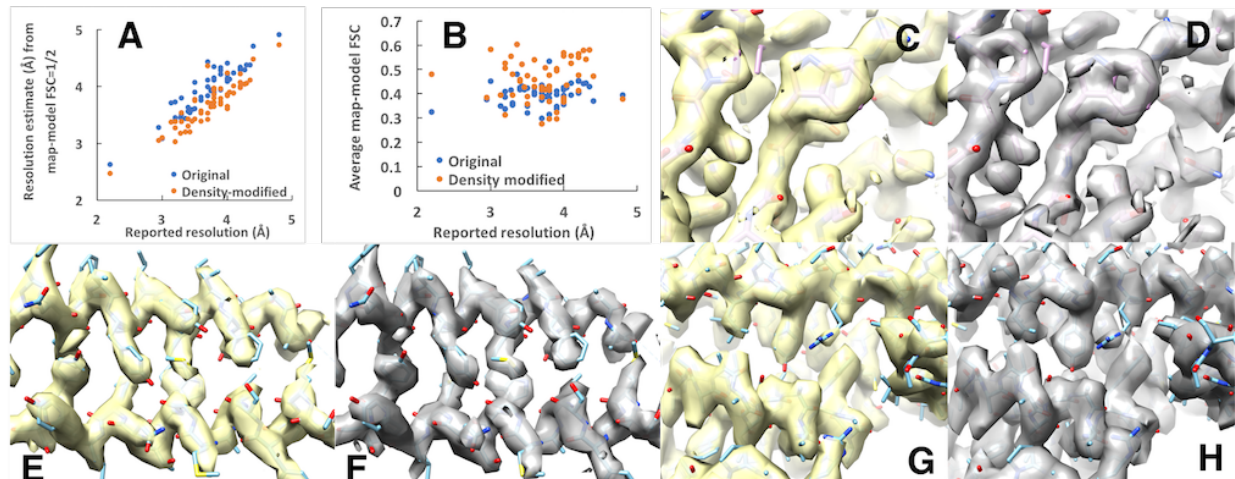 A
Resolution estimate (Å) from
map-model FSC=1/2
5
4
3
2
Original
Density-modified
2
3
4
5
Reported resolution (Å)
B
Average map-model FSC
0.7
0.6
0.5
0.4
0.3
0.2
0.1
0
Original
Density modified
2
3
4
5
Reported resolution (Å)
C
D
E
F
G
H